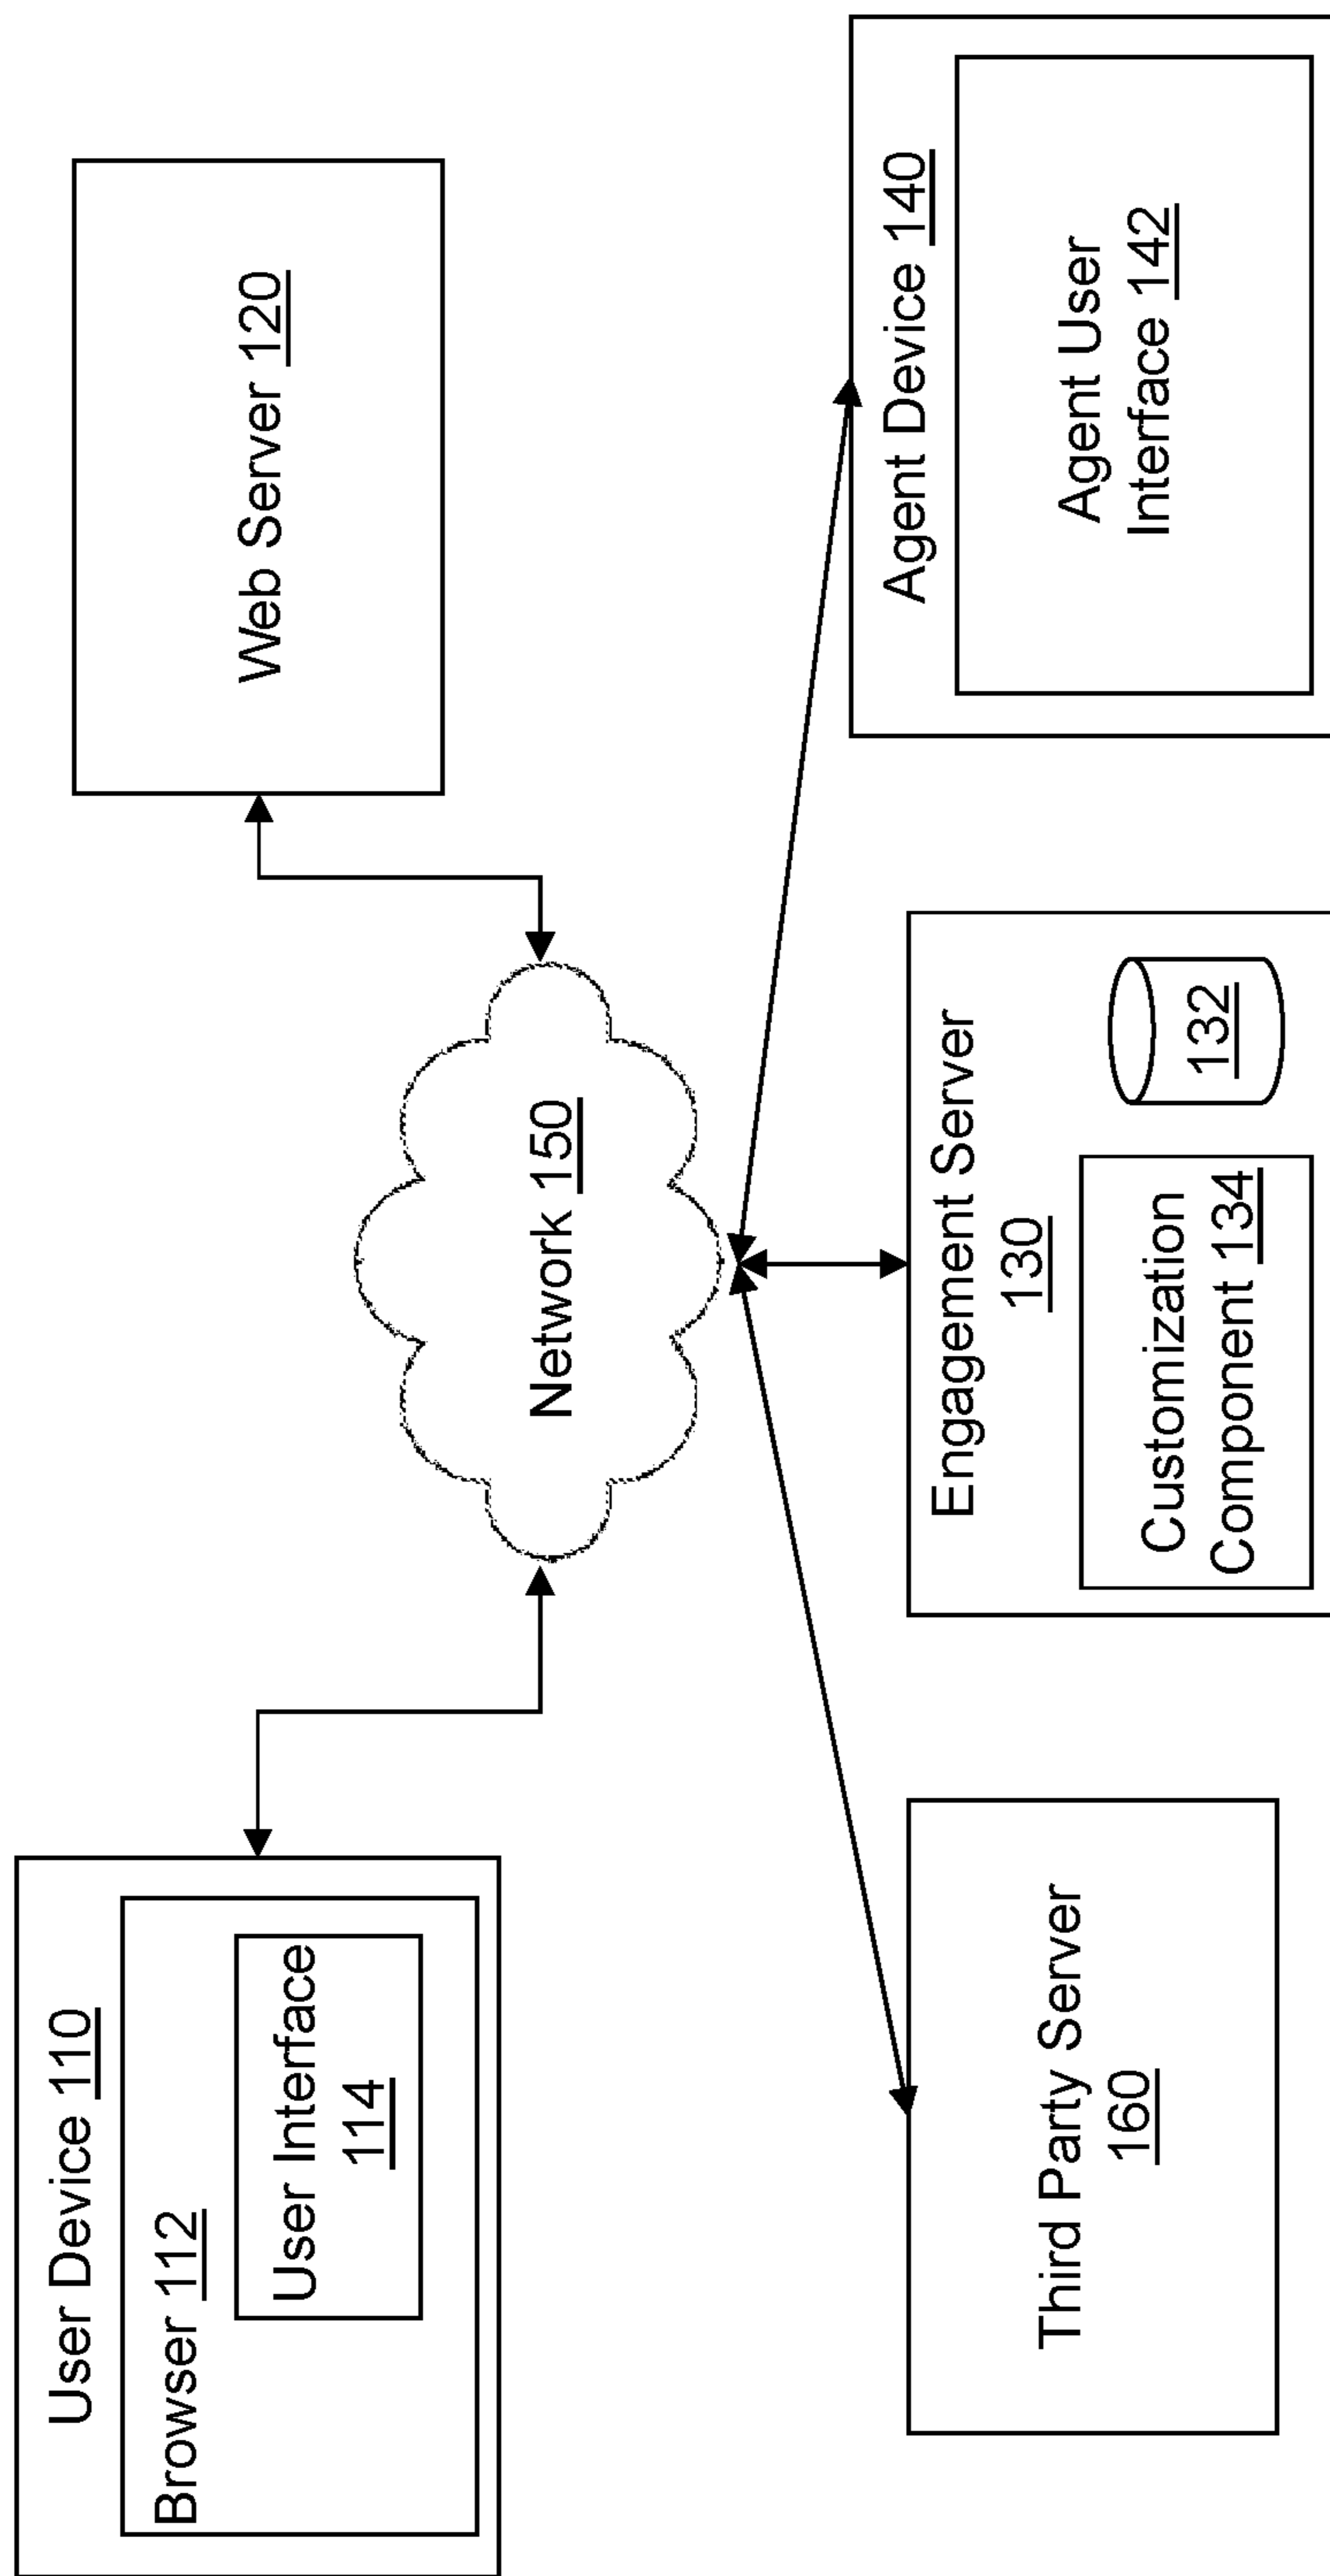 User Device 110
Browser 112
User Interface
114
Web Server 120
Network 150
Third Party Server
160
Engagement Server
130
Customization
Component 134
132
Agent Device 140
Agent User
Interface 142